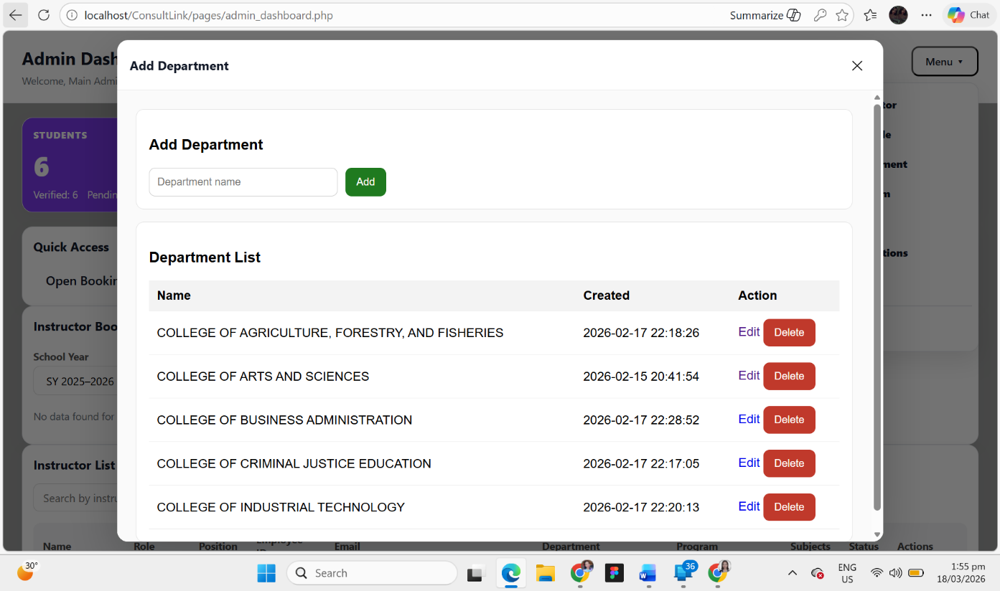 localhost/ConsultLink/pages/admin_dashboard.php
Summarize
Chat
Admin Dash
Welcome, Main Admi
Menu
Add Department
STUDENTS
6
Verified: 6 Pendin
Add Department
Department name
Add
Quick Access
Open Bookin
Instructor Boo
School Year
SY 2025–2026
No data found for
Instructor List
Search by instru
tor
le
ment
m
tions
Department List
Name Created Action
COLLEGE OF AGRICULTURE, FORESTRY, AND FISHERIES 2026-02-17 22:18:26 Edit Delete
COLLEGE OF ARTS AND SCIENCES 2026-02-15 20:41:54 Edit Delete
COLLEGE OF BUSINESS ADMINISTRATION 2026-02-17 22:28:52 Edit Delete
COLLEGE OF CRIMINAL JUSTICE EDUCATION 2026-02-17 22:17:05 Edit Delete
COLLEGE OF INDUSTRIAL TECHNOLOGY 2026-02-17 22:20:13 Edit Delete
Name Role Position Employee Email Department Program Subjects Status Actions
30°
Search
36
ENG
US
1:55 pm
18/03/2026